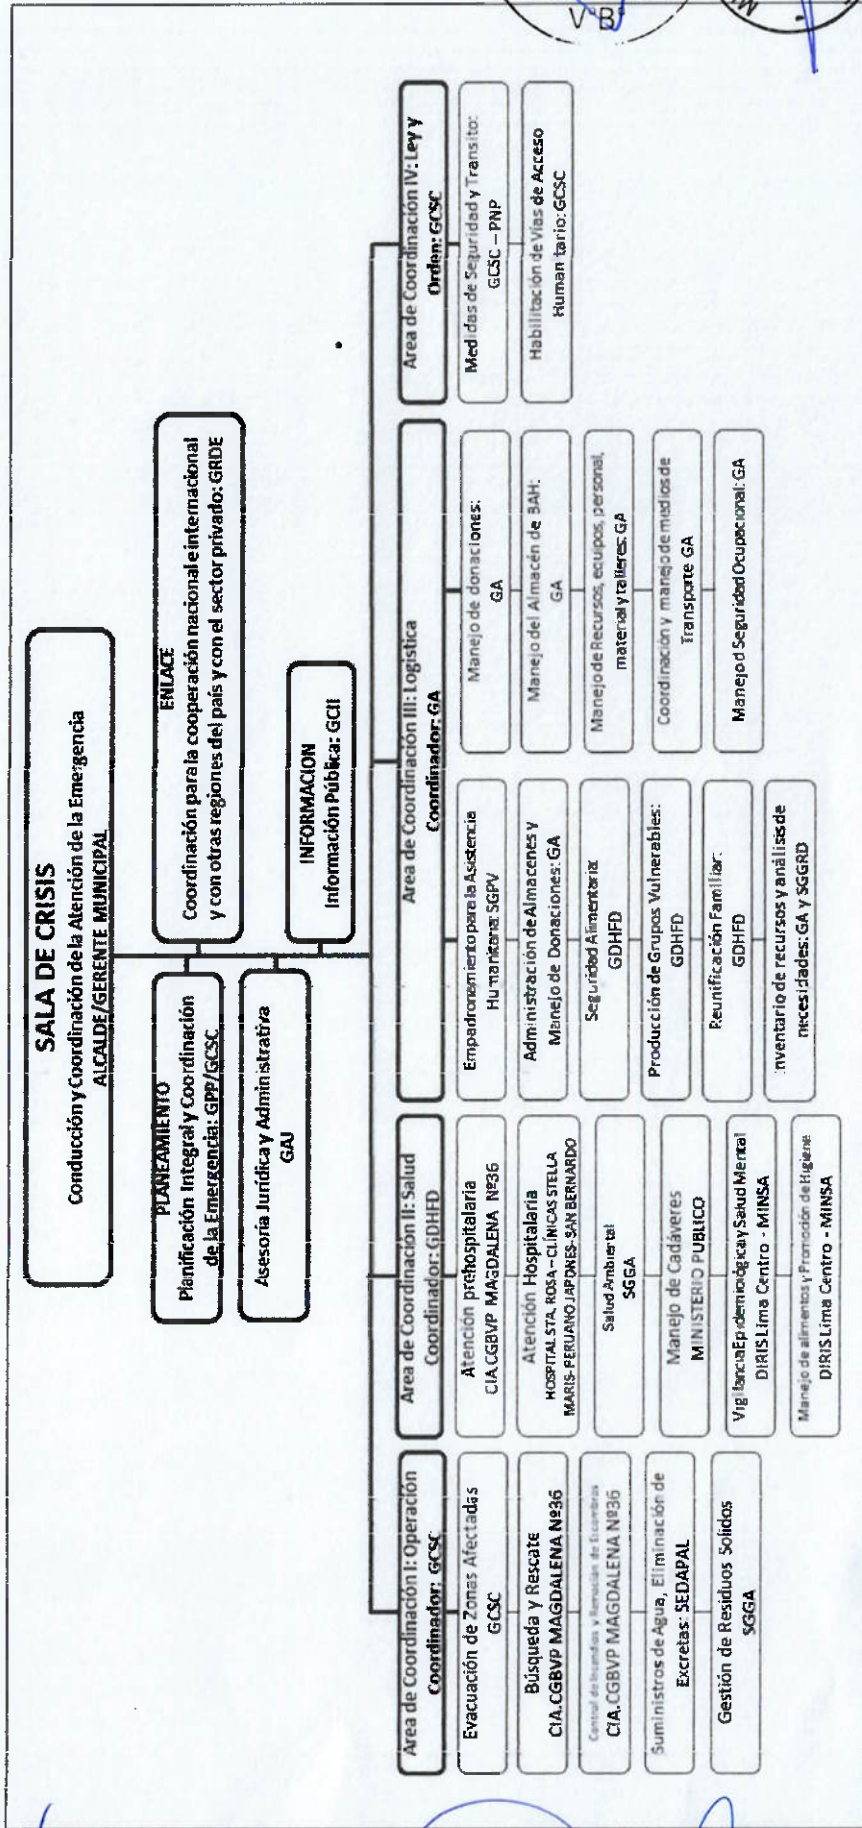 SALA DE CRISIS
Conducción y Coordinación de la Atención de la Emergencia
ALCALDE/GERENTE MUNICIPAL
PLANEAMIENTO
Planificación Integral y Coordinación
de la Emergencia: GPP/GCSC
ENLACE
Coordinación para la cooperación nacional e internacional
y con otras regiones del país y con el sector privado: GRDE
Asesoría Jurídica y Administrativa
GAJ
INFORMACION
Información Pública: GCII
Area de Coordinación I: Operación
Coordinador: GCSC
Evacuación de Zonas Afectadas
GCSC
Búsqueda y Rescate
CIA.CGBVP MAGDALENA Nº36
Control de Incendios y Remoción de Escombros
CIA.CGBVP MAGDALENA Nº36
Suministros de Agua, Eliminación de
Excretas: SEDAPAL
Gestión de Residuos Solidos
SGGA
Area de Coordinación II: Salud
Coordinador: GDHFD
Atención prehospitalaria
CIA.CGBVP MAGDALENA Nº36
Atención Hospitalaria
HOSPITAL STA. ROSA – CLÍNICAS STELLA
MARIS-PERUANO JAPONES-SAN BERNARDO
Salud Ambiental
SGGA
Manejo de Cadáveres
MINISTERIO PUBLICO
Vigilancia Epidemiológica y Salud Mental
DIRIS Lima Centro - MINSA
Manejo de alimentos y Promoción de Higiene
DIRIS Lima Centro - MINSA
Area de Coordinación III: Logistica
Coordinador: GA
Empadronamiento para la Asistencia
Humanitaria: SGPV
Administración de Almacenes y
Manejo de Donaciones: GA
Seguridad Alimentaria:
GDHFD
Producción de Grupos Vulnerables:
GDHFD
Reunificación Familiar:
GDHFD
Inventario de recursos y análisis de
necesidades: GA y SGGRD
Manejo de donaciones:
GA
Manejo del Almacén de BAH:
GA
Manejo de Recursos, equipos, personal,
material y talleres: GA
Coordinación y manejo de medios de
Transporte GA
Manejo d Seguridad Ocupacional: GA
Area de Coordinación IV: Ley y
Orden: GCSC
Medidas de Seguridad y Transito:
GCSC – PNP
Habilitación de Vías de Acceso
Humanitario: GCSC
V°B°